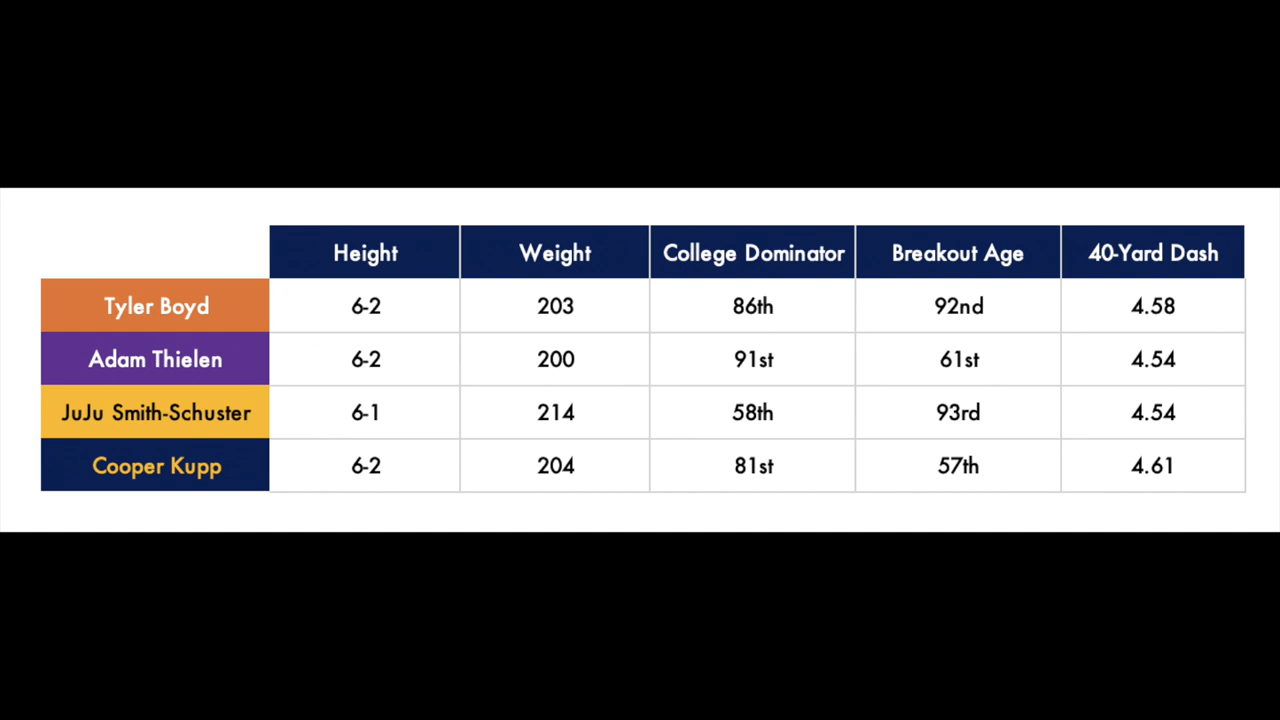 Height Weight College Dominator Breakout Age 40-Yard Dash
Tyler Boyd 6-2 203 86th 92nd 4.58
Adam Thielen 6-2 200 91st 61st 4.54
JuJu Smith-Schuster 6-1 214 58th 93rd 4.54
Cooper Kupp 6-2 204 81st 57th 4.61